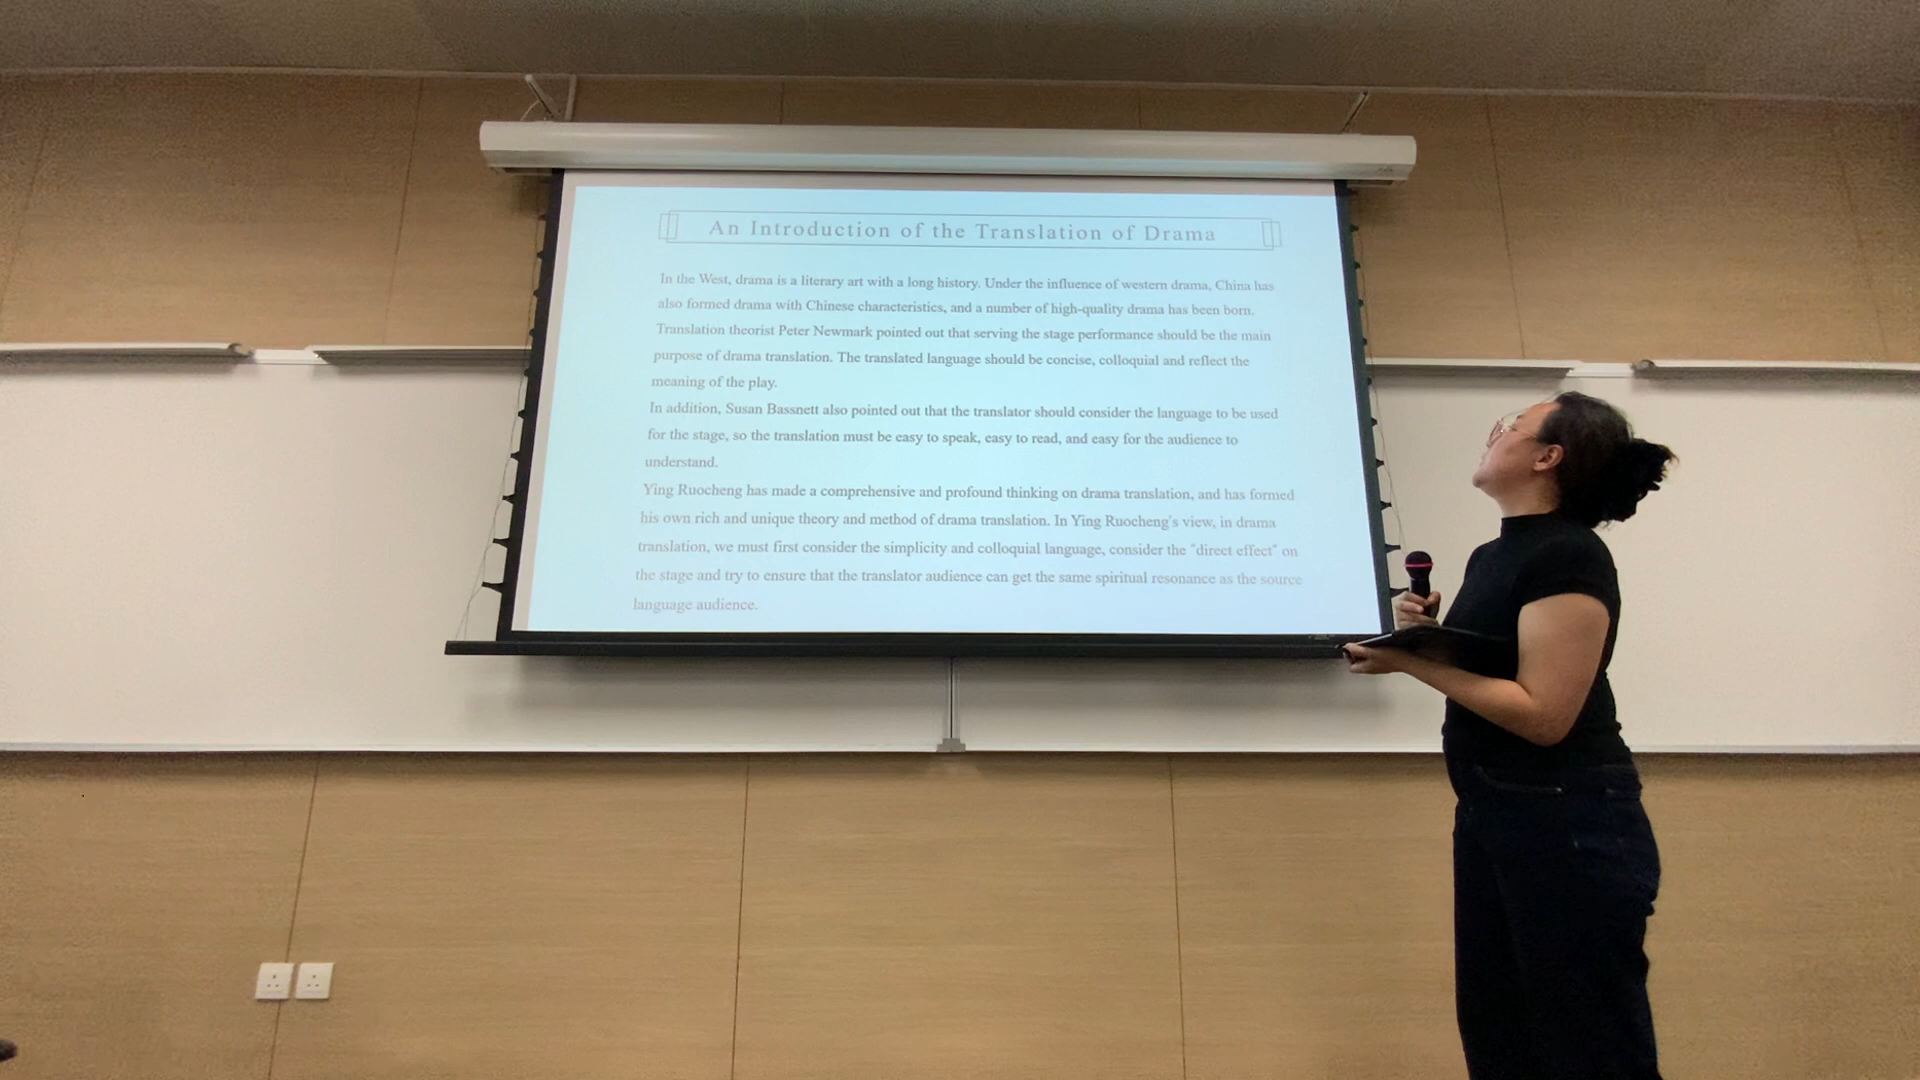 An Introduction of the Translation of Drama
In the West, drama is a literary art with a long history. Under the influence of western drama, China has
also formed drama with Chinese characteristics, and a number of high-quality drama has been born.
Translation theorist Peter Newmark pointed out that serving the stage performance should be the main
purpose of drama translation. The translated language should be concise, colloquial and reflect the
meaning of the play.
In addition, Susan Bassnett also pointed out that the translator should consider the language to be used
for the stage, so the translation must be easy to speak, easy to read, and easy for the audience to
understand.
Ying Ruocheng has made a comprehensive and profound thinking on drama translation, and has formed
his own rich and unique theory and method of drama translation. In Ying Ruocheng's view, in drama
translation, we must first consider the simplicity and colloquial language, consider the "direct effect" on
the stage and try to ensure that the translator audience can get the same spiritual resonance as the source
language audience.